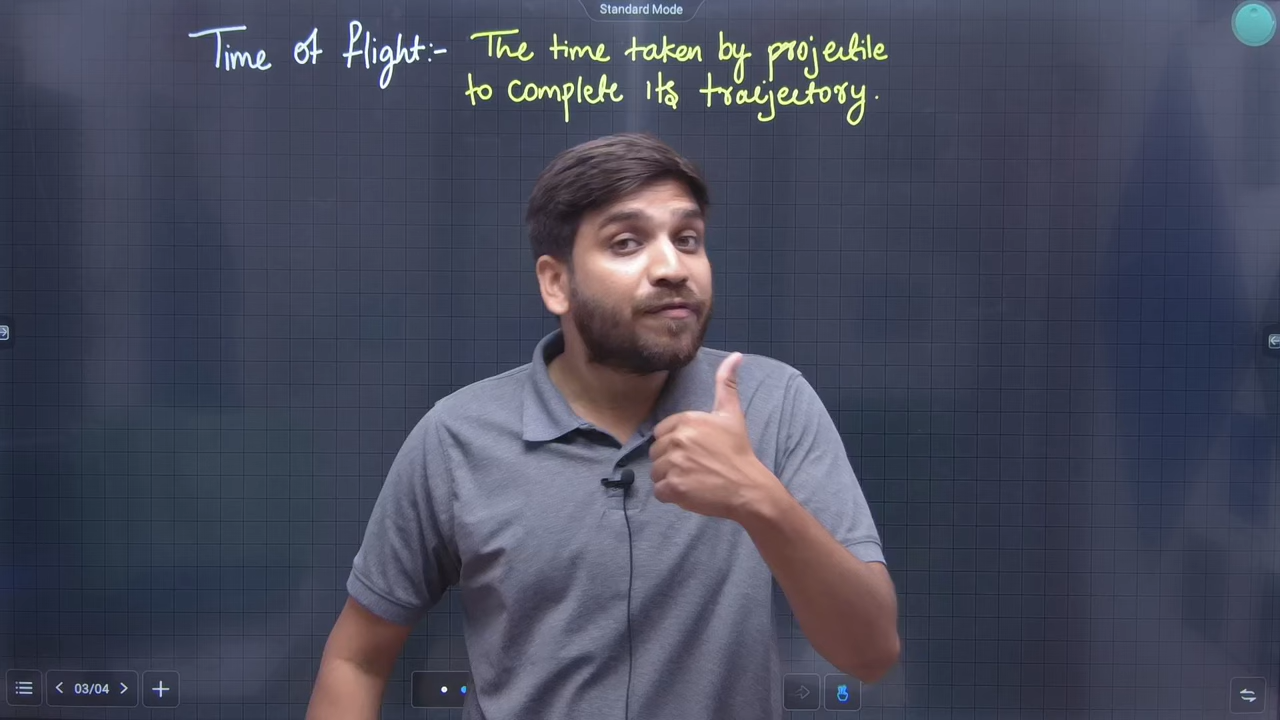 Standard Mode
Time of flight:- The time taken by projectile
to complete its trajectory.
03/04